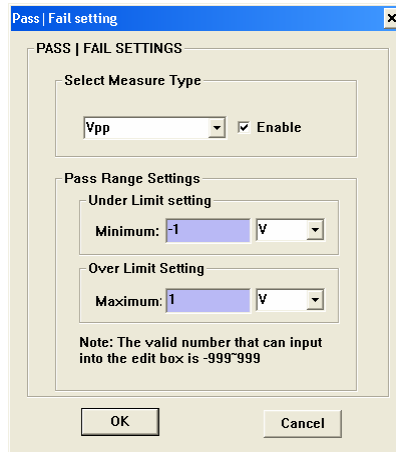 Pass|Fail setting
PASS | FAIL SETTINGS
Select Measure Type
Vpp
Enable
Pass Range Settings
Under Limit setting
Minimum: -1 V
Over Limit Setting
Maximum: 1 V
Note: The valid number that can input
into the edit box is -999~999
OK
Cancel